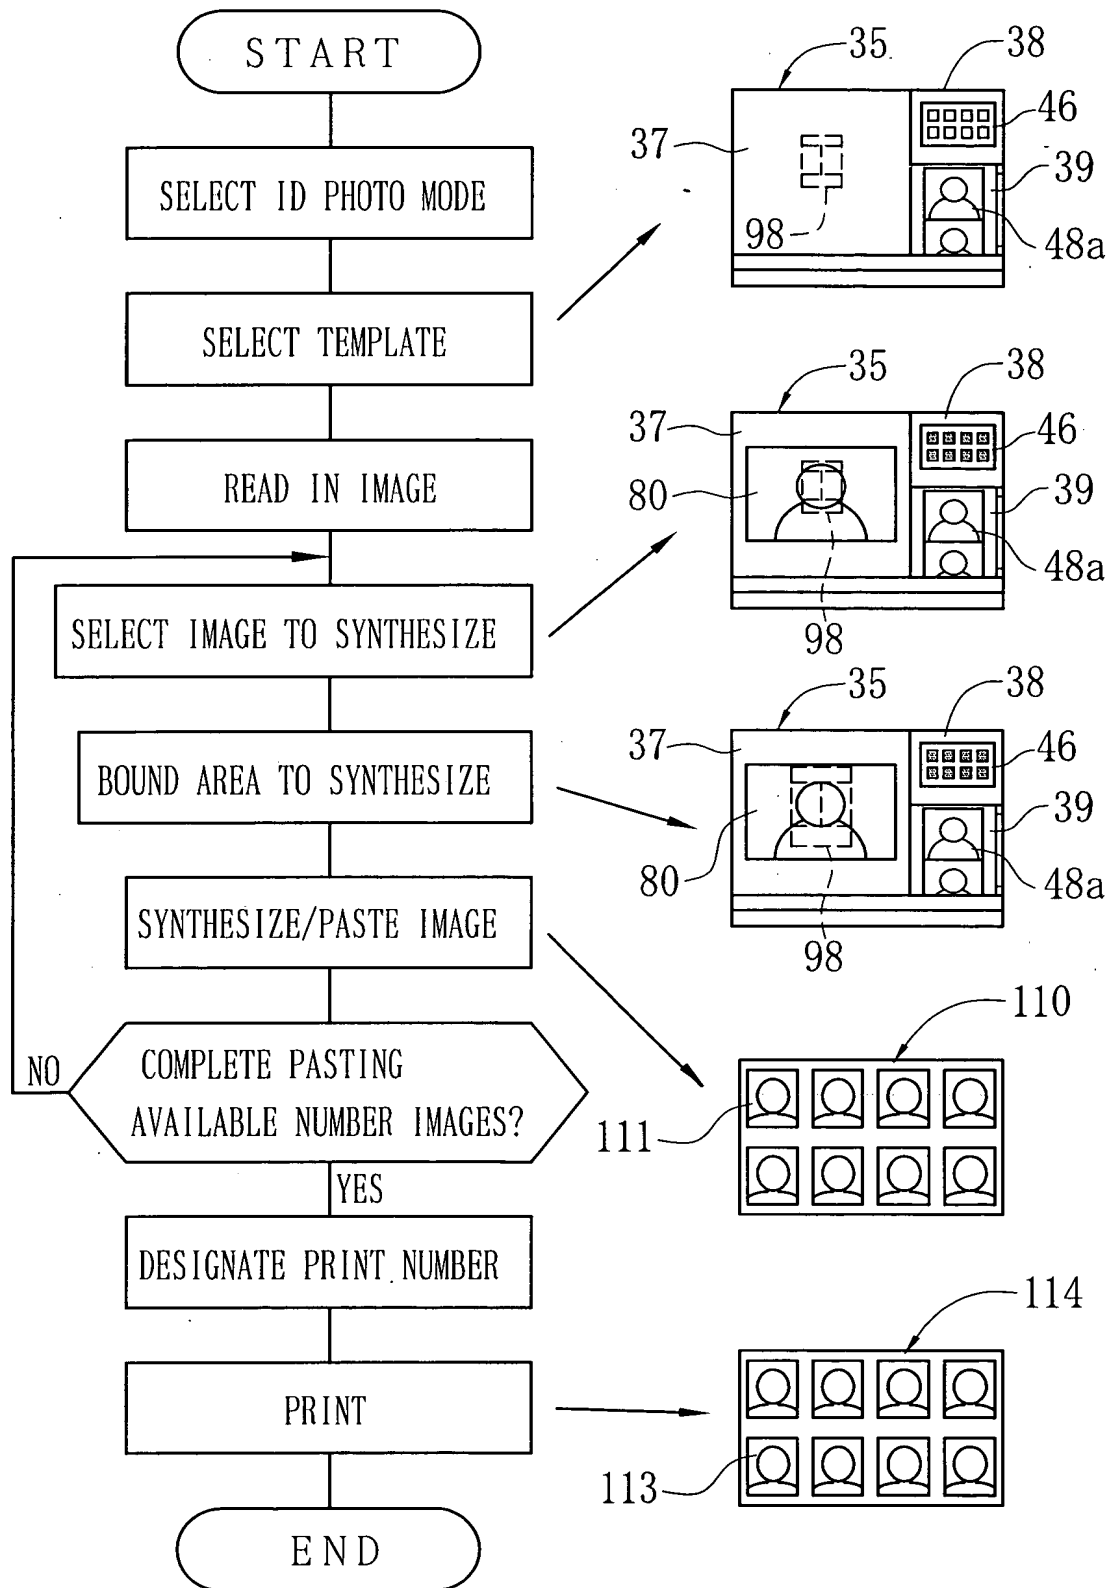 START
SELECT ID PHOTO MODE
SELECT TEMPLATE
READ IN IMAGE
SELECT IMAGE TO SYNTHESIZE
BOUND AREA TO SYNTHESIZE
SYNTHESIZE/PASTE IMAGE
COMPLETE PASTING
AVAILABLE NUMBER IMAGES?
NO
YES
DESIGNATE PRINT NUMBER
PRINT
END
35
38
46
37
39
98
48a
35
38
37
46
80
39
48a
98
35
38
37
46
39
80
48a
98
110
111
114
113